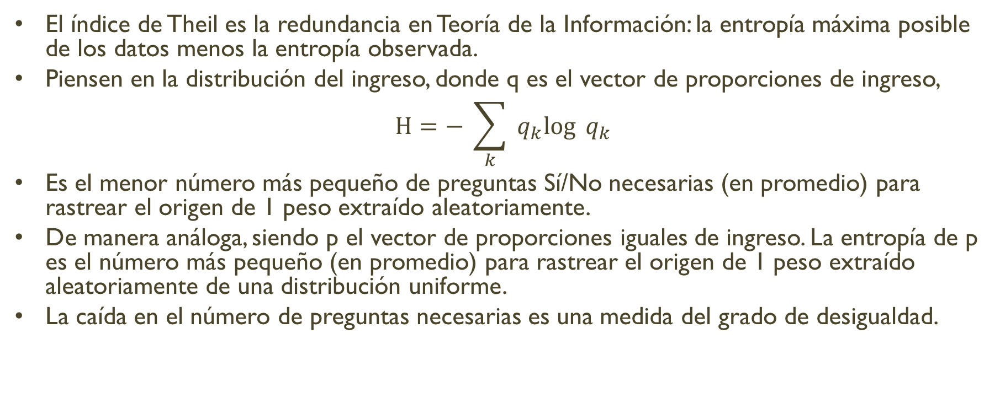 • El índice de Theil es la redundancia en Teoría de la Información: la entropía máxima posible
de los datos menos la entropía observada.
• Piensen en la distribución del ingreso, donde q es el vector de proporciones de ingreso,
H = − ∑_k q_k log q_k
• Es el menor número más pequeño de preguntas Sí/No necesarias (en promedio) para
rastrear el origen de 1 peso extraído aleatoriamente.
• De manera análoga, siendo p el vector de proporciones iguales de ingreso. La entropía de p
es el número más pequeño (en promedio) para rastrear el origen de 1 peso extraído
aleatoriamente de una distribución uniforme.
• La caída en el número de preguntas necesarias es una medida del grado de desigualdad.